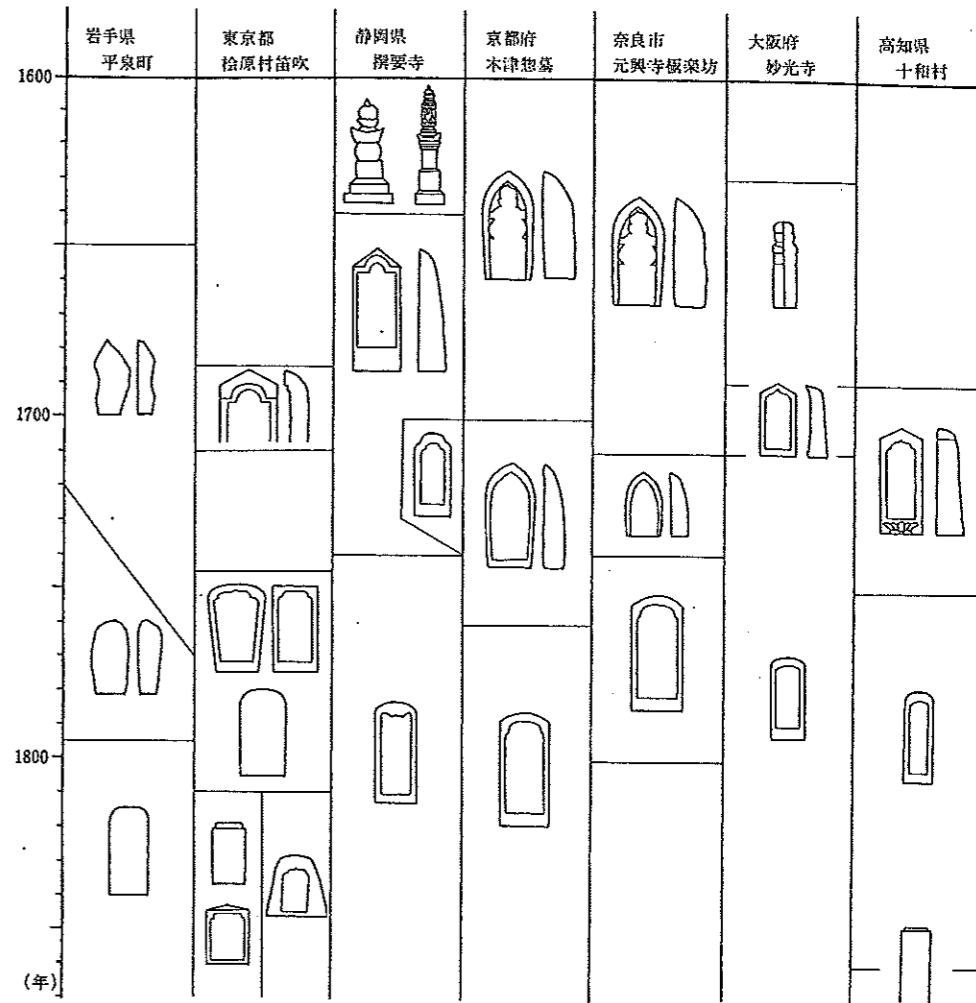 岩手県
平泉町
東京都
桧原村笛吹
静岡県
撰要寺
京都府
木津惣墓
奈良市
元興寺極楽坊
大阪府
妙光寺
高知県
十和村
1600
1700
1800
(年)